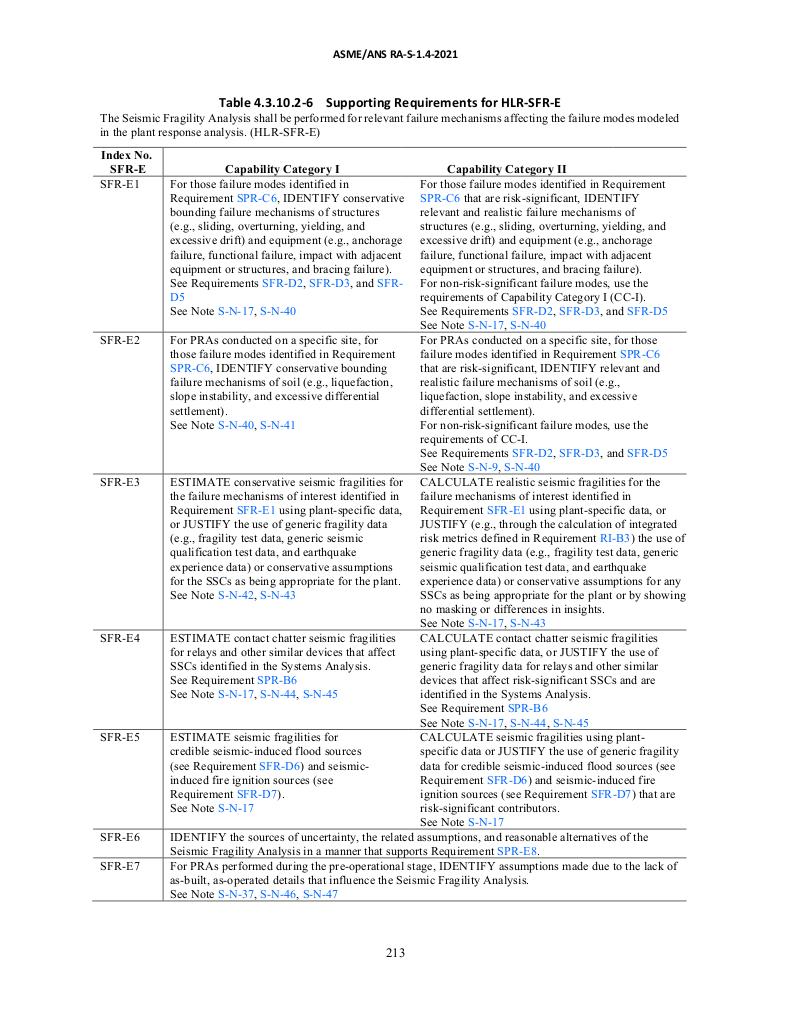 ASME/ANS RA-S-1.4-2021
Table 4.3.10.2-6 Supporting Requirements for HLR-SFR-E
The Seismic Fragility Analysis shall be performed for relevant failure mechanisms affecting the failure modes modeled
in the plant response analysis. (HLR-SFR-E)
Index No.
SFR-E
Capability Category I
Capability Category II
SFR-E1
For those failure modes identified in
Requirement SPR-C6, IDENTIFY conservative
bounding failure mechanisms of structures
(e.g., sliding, overturning, yielding, and
excessive drift) and equipment (e.g., anchorage
failure, functional failure, impact with adjacent
equipment or structures, and bracing failure).
See Requirements SFR-D2, SFR-D3, and SFR-
D5
See Note S-N-17, S-N-40
For those failure modes identified in Requirement
SPR-C6 that are risk-significant, IDENTIFY
relevant and realistic failure mechanisms of
structures (e.g., sliding, overturning, yielding, and
excessive drift) and equipment (e.g., anchorage
failure, functional failure, impact with adjacent
equipment or structures, and bracing failure).
For non-risk-significant failure modes, use the
requirements of Capability Category I (CC-I).
See Requirements SFR-D2, SFR-D3, and SFR-D5
See Note S-N-17, S-N-40
SFR-E2
For PRAs conducted on a specific site, for
those failure modes identified in Requirement
SPR-C6, IDENTIFY conservative bounding
failure mechanisms of soil (e.g., liquefaction,
slope instability, and excessive differential
settlement).
See Note S-N-40, S-N-41
For PRAs conducted on a specific site, for those
failure modes identified in Requirement SPR-C6
that are risk-significant, IDENTIFY relevant and
realistic failure mechanisms of soil (e.g.,
liquefaction, slope instability, and excessive
differential settlement).
For non-risk-significant failure modes, use the
requirements of CC-I.
See Requirements SFR-D2, SFR-D3, and SFR-D5
See Note S-N-9, S-N-40
SFR-E3
ESTIMATE conservative seismic fragilities for
the failure mechanisms of interest identified in
Requirement SFR-E1 using plant-specific data,
or JUSTIFY the use of generic fragility data
(e.g., fragility test data, generic seismic
qualification test data, and earthquake
experience data) or conservative assumptions
for the SSCs as being appropriate for the plant.
See Note S-N-42, S-N-43
CALCULATE realistic seismic fragilities for the
failure mechanisms of interest identified in
Requirement SFR-E1 using plant-specific data, or
JUSTIFY (e.g., through the calculation of integrated
risk metrics defined in Requirement RI-B3) the use of
generic fragility data (e.g., fragility test data, generic
seismic qualification test data, and earthquake
experience data) or conservative assumptions for any
SSCs as being appropriate for the plant or by showing
no masking or differences in insights.
See Note S-N-17, S-N-43
SFR-E4
ESTIMATE contact chatter seismic fragilities
for relays and other similar devices that affect
SSCs identified in the Systems Analysis.
See Requirement SPR-B6
See Note S-N-17, S-N-44, S-N-45
CALCULATE contact chatter seismic fragilities
using plant-specific data, or JUSTIFY the use of
generic fragility data for relays and other similar
devices that affect risk-significant SSCs and are
identified in the Systems Analysis.
See Requirement SPR-B6
See Note S-N-17, S-N-44, S-N-45
SFR-E5
ESTIMATE seismic fragilities for
credible seismic-induced flood sources
(see Requirement SFR-D6) and seismic-
induced fire ignition sources (see
Requirement SFR-D7).
See Note S-N-17
CALCULATE seismic fragilities using plant-
specific data or JUSTIFY the use of generic fragility
data for credible seismic-induced flood sources (see
Requirement SFR-D6) and seismic-induced fire
ignition sources (see Requirement SFR-D7) that are
risk-significant contributors.
See Note S-N-17
SFR-E6
IDENTIFY the sources of uncertainty, the related assumptions, and reasonable alternatives of the
Seismic Fragility Analysis in a manner that supports Requirement SPR-E8.
SFR-E7
For PRAs performed during the pre-operational stage, IDENTIFY assumptions made due to the lack of
as-built, as-operated details that influence the Seismic Fragility Analysis.
See Note S-N-37, S-N-46, S-N-47
213